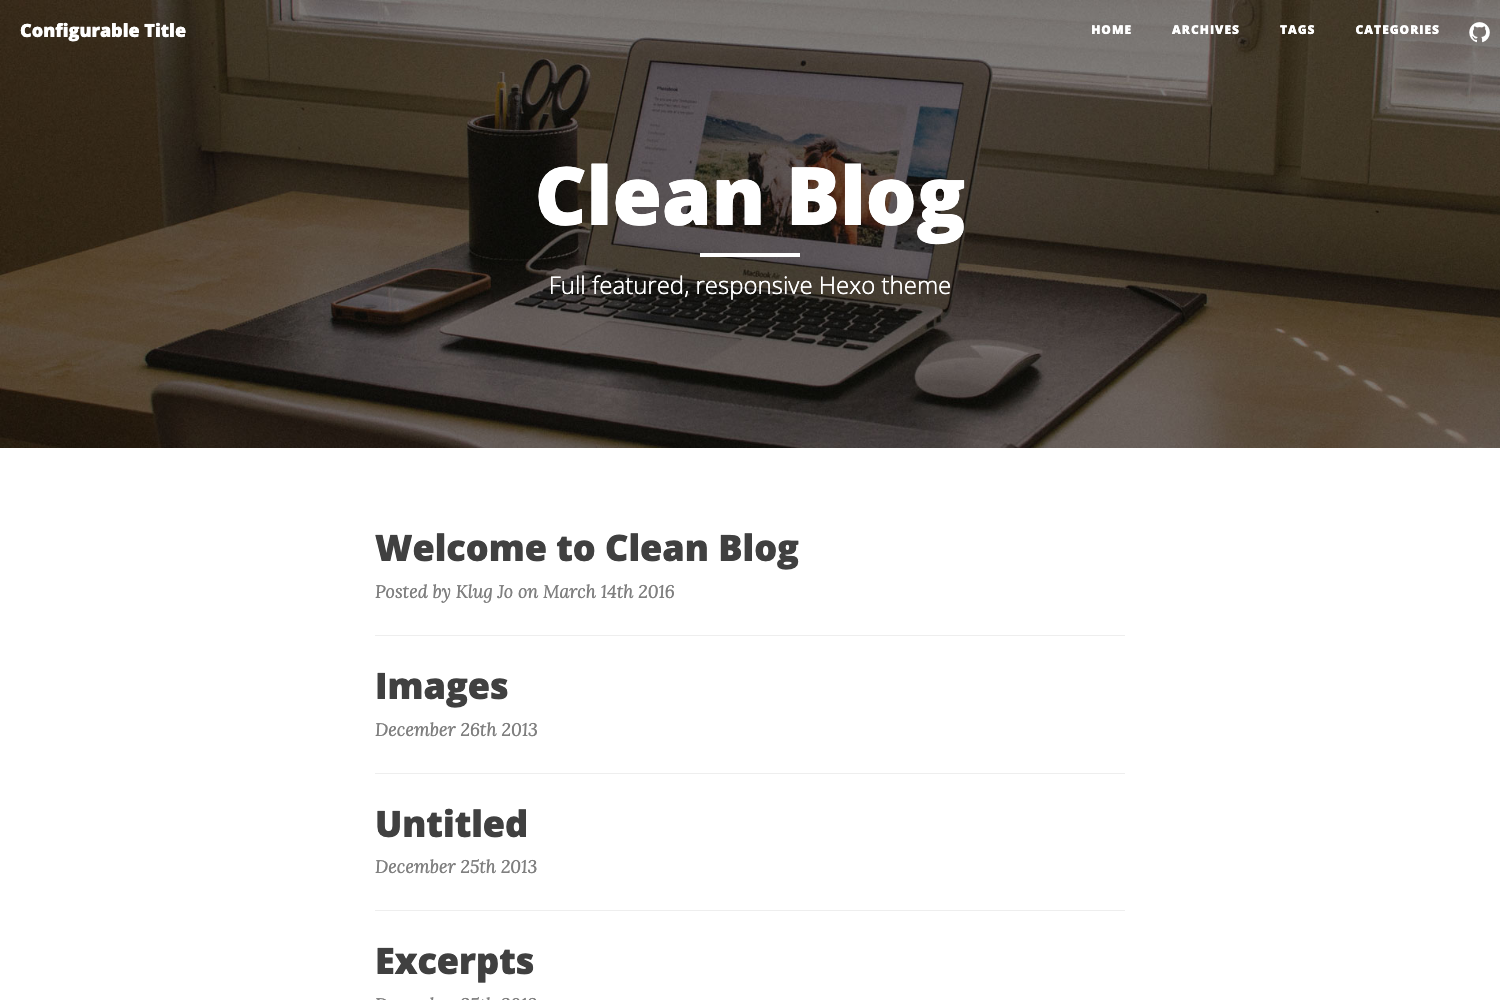 Configurable Title
HOME ARCHIVES TAGS CATEGORIES
Clean Blog
Full featured, responsive Hexo theme
Welcome to Clean Blog
Posted by Klug Jo on March 14th 2016
Images
December 26th 2013
Untitled
December 25th 2013
Excerpts